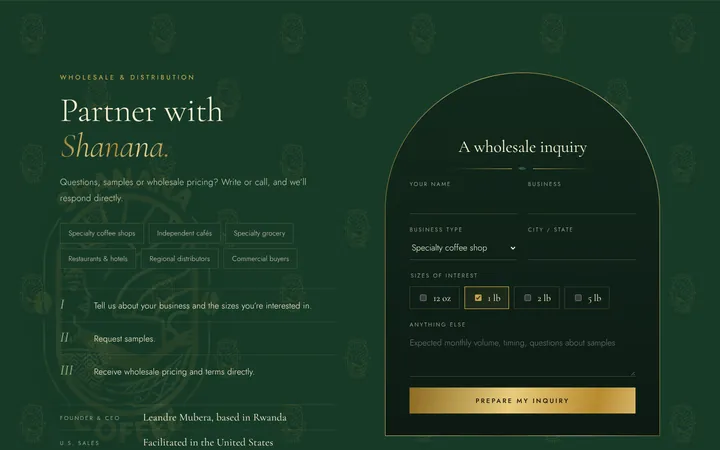 WHOLESALE & DISTRIBUTION
Partner with
Shanana.
Questions, samples or wholesale pricing? Write or call, and we'll
respond directly.
Specialty coffee shops
Independent cafés
Specialty grocery
Restaurants & hotels
Regional distributors
Commercial buyers
I Tell us about your business and the sizes you're interested in.
II Request samples.
III Receive wholesale pricing and terms directly.
FOUNDER & CEO Leandre Mubera, based in Rwanda
U.S. SALES Facilitated in the United States
A wholesale inquiry
YOUR NAME BUSINESS
BUSINESS TYPE CITY / STATE
Specialty coffee shop
SIZES OF INTEREST
12 oz 1 lb 2 lb 5 lb
ANYTHING ELSE
Expected monthly volume, timing, questions about samples
PREPARE MY INQUIRY